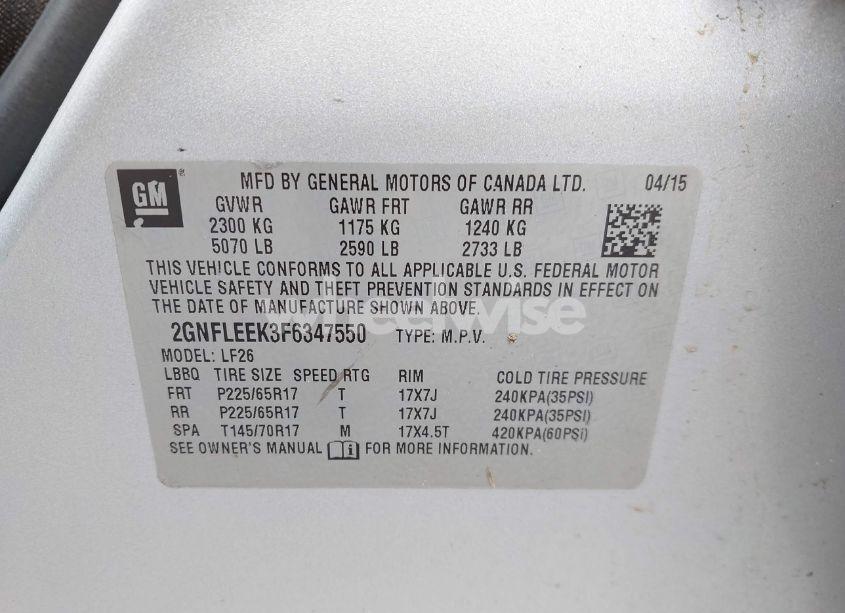 GM
MFD BY GENERAL MOTORS OF CANADA LTD. 04/15
GVWR GAWR FRT GAWR RR
2300 KG 1175 KG 1240 KG
5070 LB 2590 LB 2733 LB
THIS VEHICLE CONFORMS TO ALL APPLICABLE U.S. FEDERAL MOTOR
VEHICLE SAFETY AND THEFT PREVENTION STANDARDS IN EFFECT ON
THE DATE OF MANUFACTURE SHOWN ABOVE.
wheelwise
2GNFLEEK3F6347550 TYPE: M.P.V.
MODEL: LF26
LBBQ TIRE SIZE SPEED RTG RIM COLD TIRE PRESSURE
FRT P225/65R17 T 17X7J 240KPA(35PSI)
RR P225/65R17 T 17X7J 240KPA(35PSI)
SPA T145/70R17 M 17X4.5T 420KPA(60PSI)
SEE OWNER'S MANUAL FOR MORE INFORMATION.